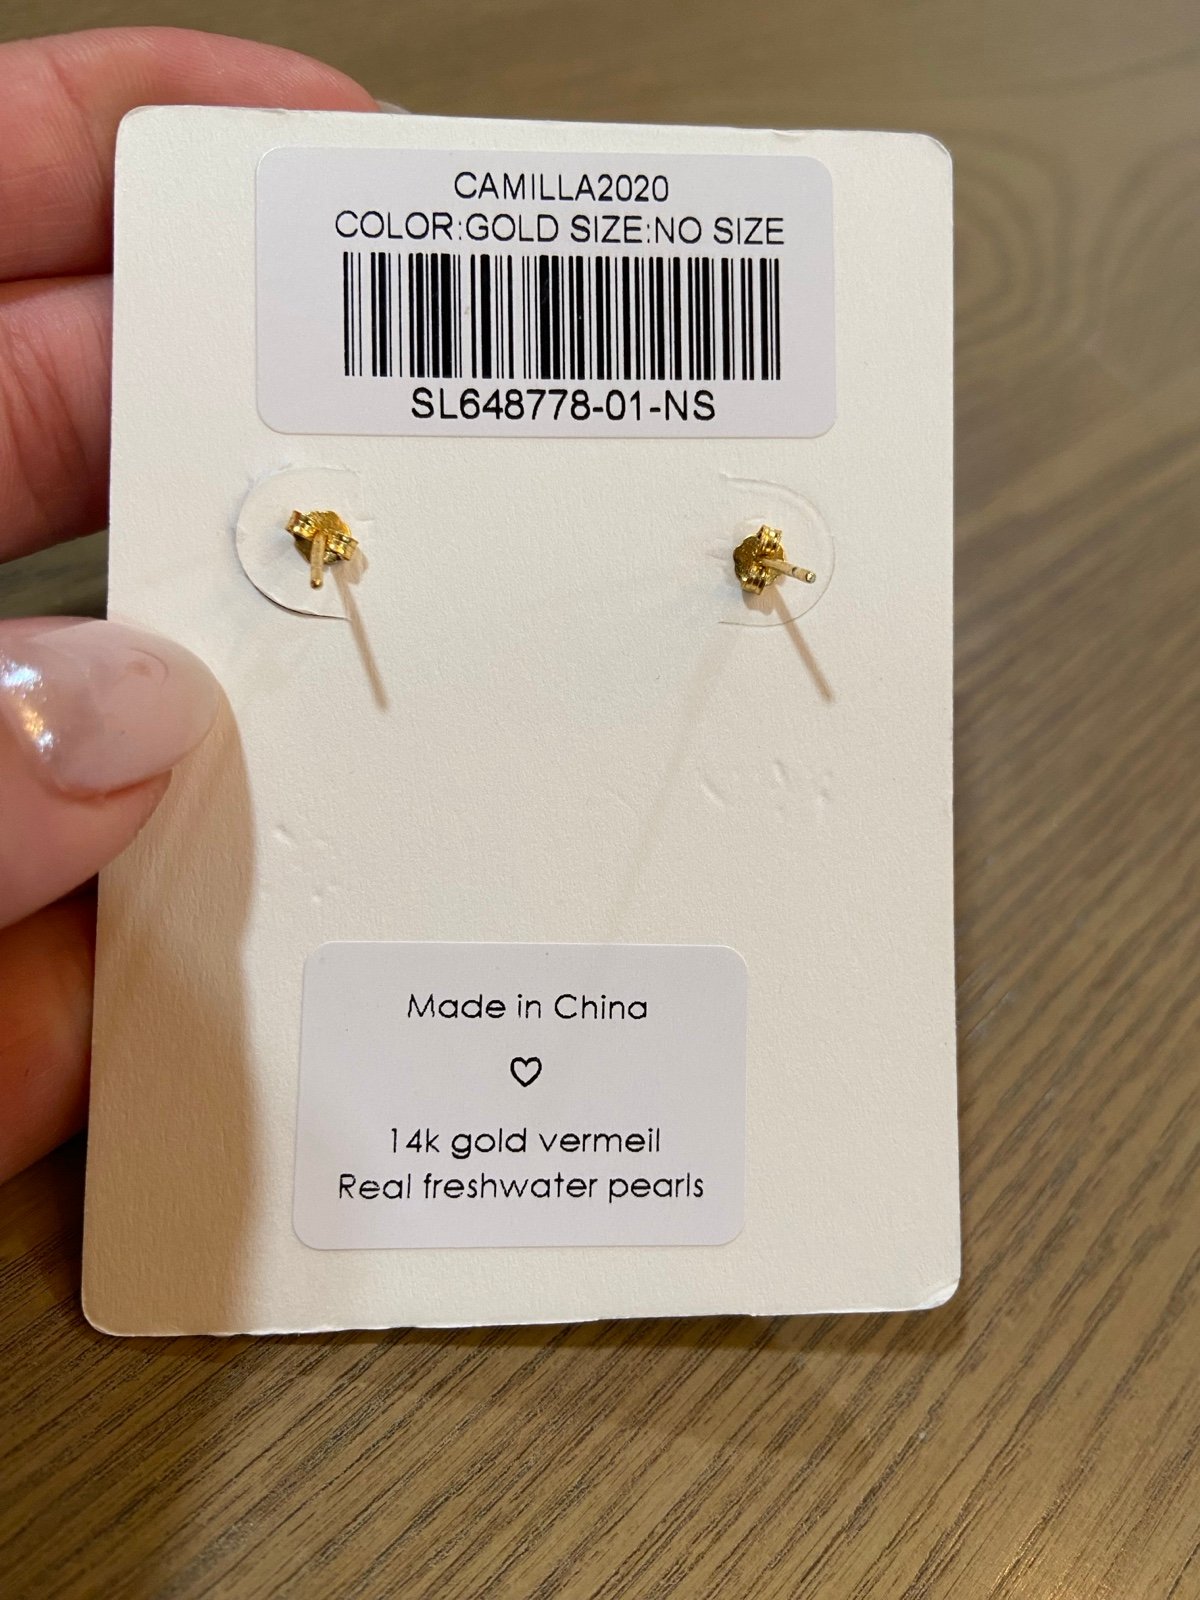 CAMILLA2020
COLOR:GOLD SIZE:NO SIZE
SL648778-01-NS
Made in China
♡
14k gold vermeil
Real freshwater pearls